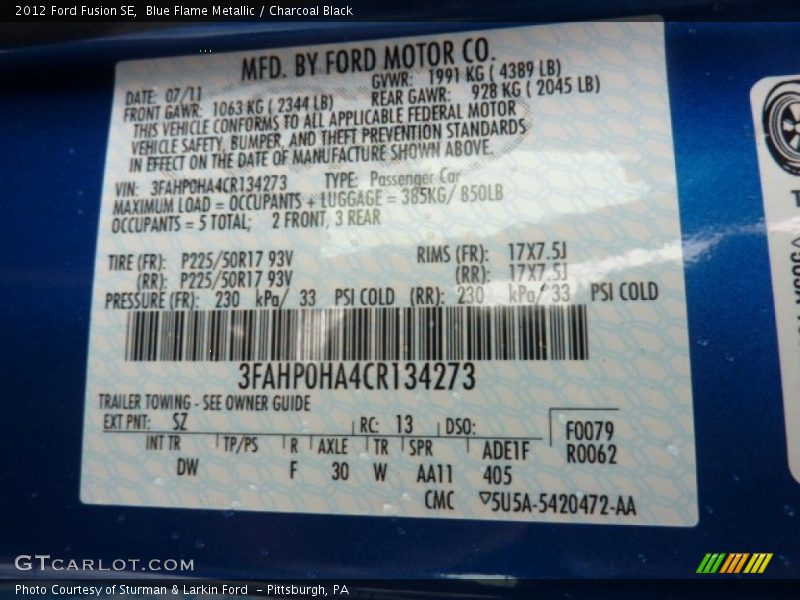 2012 Ford Fusion SE,  Blue Flame Metallic / Charcoal Black
MFD. BY FORD MOTOR CO.
DATE: 07/11 GVWR: 1991 KG ( 4389 LB)
FRONT GAWR: 1063 KG ( 2344 LB) REAR GAWR: 928 KG ( 2045 LB)
THIS VEHICLE CONFORMS TO ALL APPLICABLE FEDERAL MOTOR
VEHICLE SAFETY, BUMPER, AND THEFT PREVENTION STANDARDS
IN EFFECT ON THE DATE OF MANUFACTURE SHOWN ABOVE.
VIN: 3FAHP0HA4CR134273 TYPE: Passenger Car
MAXIMUM LOAD = OCCUPANTS + LUGGAGE = 385KG/ 850LB
OCCUPANTS = 5 TOTAL; 2 FRONT, 3 REAR
TIRE (FR): P225/50R17 93V RIMS (FR): 17X7.5J
(RR): P225/50R17 93V (RR): 17X7.5J
PRESSURE (FR): 230 kPa/ 33 PSI COLD (RR): 230 kPa/ 33 PSI COLD
3FAHP0HA4CR134273
TRAILER TOWING - SEE OWNER GUIDE
EXT PNT: SZ RC: 13 DSO: F0079
INT TR TP/PS R AXLE TR SPR ADE1F R0062
DW F 30 W AA11 405
CMC ▽5U5A-5420472-AA
GTCARLOT.COM
Photo Courtesy of Sturman & Larkin Ford  - Pittsburgh, PA